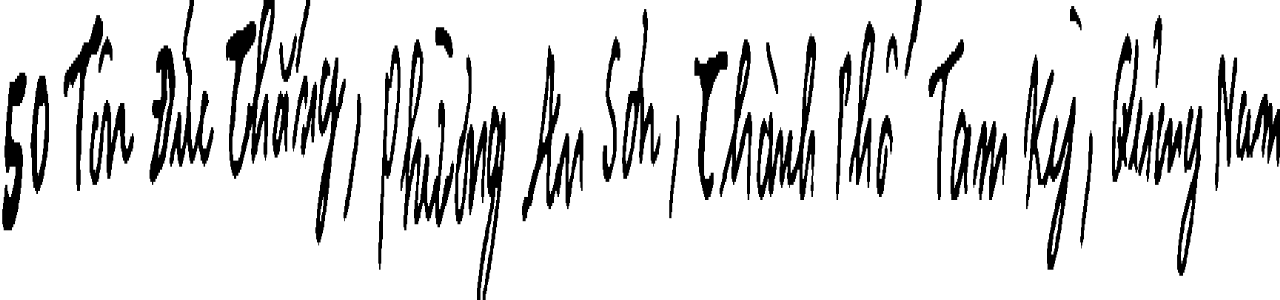 50 Tôn Đức Thắng, Phường An Sơn, Thành Phố Tam Kỳ, Quảng Nam